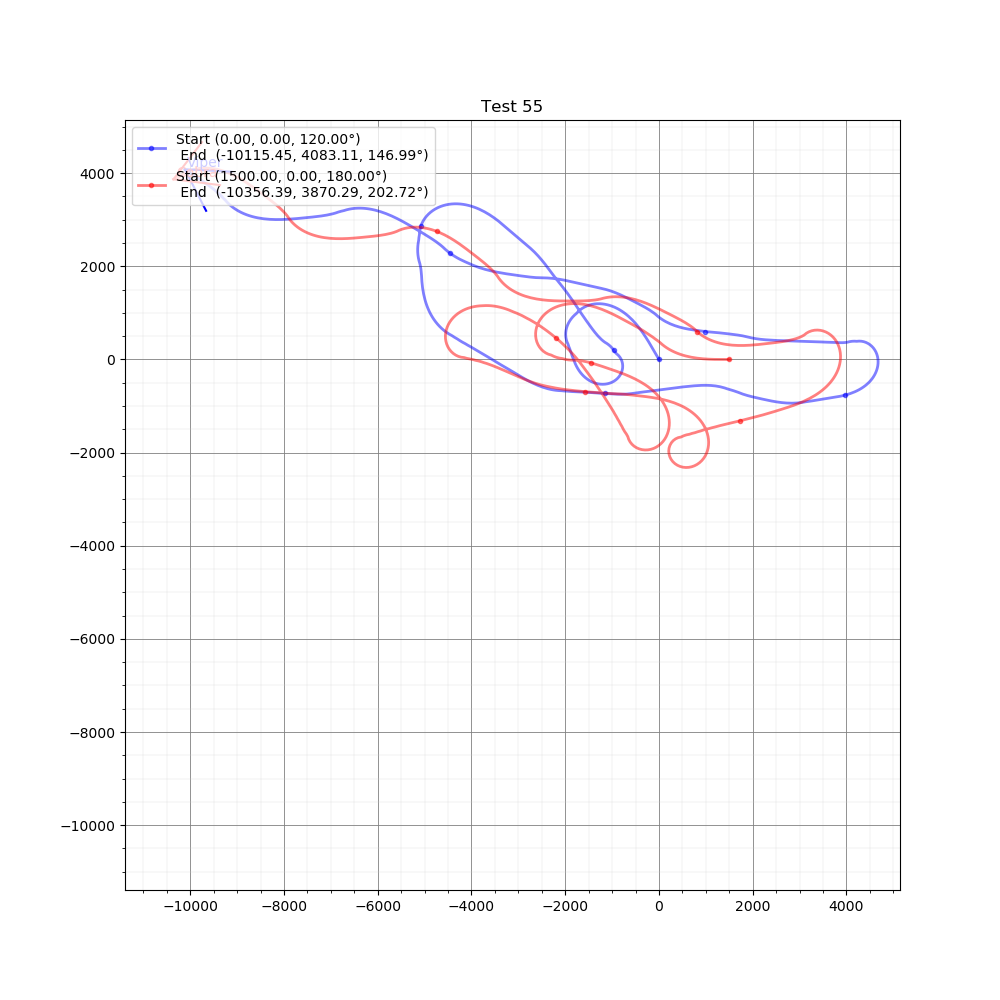 Test 55
Start (0.00, 0.00, 120.00°)
End (-10115.45, 4083.11, 146.99°)
Start (1500.00, 0.00, 180.00°)
End (-10356.39, 3870.29, 202.72°)
4000
2000
0
−2000
−4000
−6000
−8000
−10000
−10000 −8000 −6000 −4000 −2000 0 2000 4000